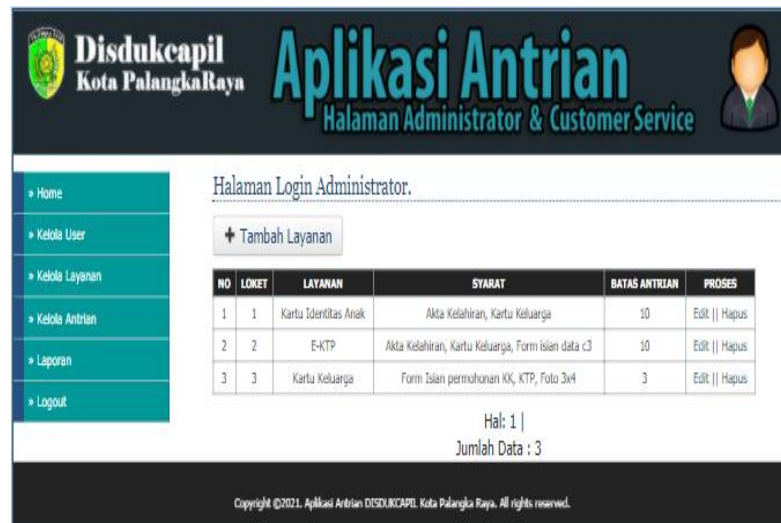 Disdukcapil
Kota PalangkaRaya
Aplikasi Antrian
Halaman Administrator & Customer Service
» Home
» Kelola User
» Kelola Layanan
» Kelola Antrian
» Laporan
» Logout
Halaman Login Administrator.
+ Tambah Layanan
NO LOKET LAYANAN SYARAT BATAS ANTRIAN PROSES
1 1 Kartu Identitas Anak Akta Kelahiran, Kartu Keluarga 10 Edit || Hapus
2 2 E-KTP Akta Kelahiran, Kartu Keluarga, Form isian data c3 10 Edit || Hapus
3 3 Kartu Keluarga Form Isian permohonan KK, KTP, Foto 3x4 3 Edit || Hapus
Hal: 1 |
Jumlah Data : 3
Copyright ©2021. Aplikasi Antrian DISDUKCAPIL Kota Palangka Raya. All rights reserved.